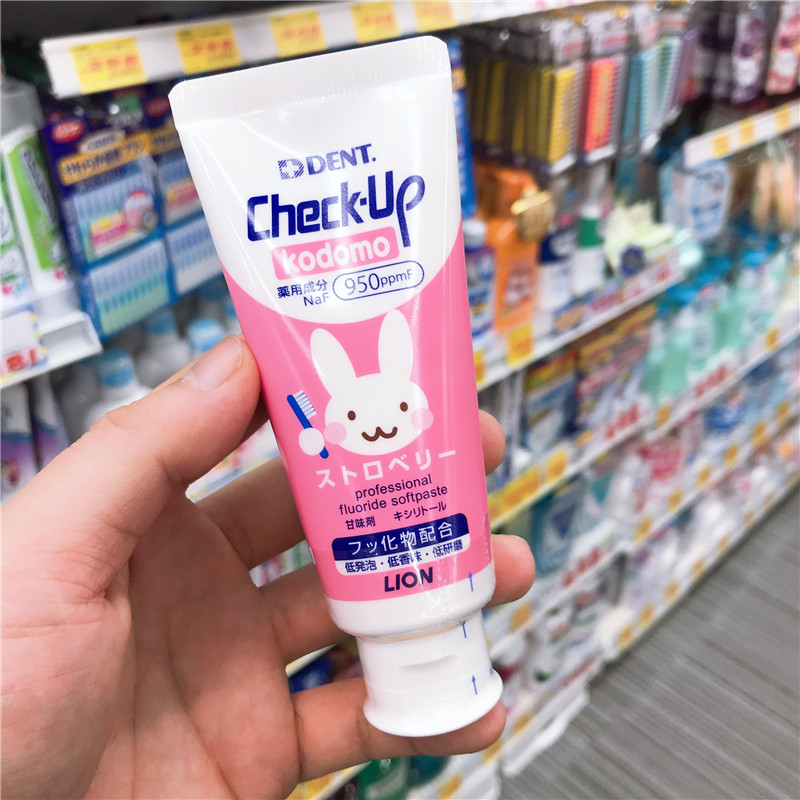 DENT.
Check-Up
kodomo
薬用成分
NaF
950ppmF
ストロベリー
professional
fluoride softpaste
甘味剤 キシリトール
フッ化物配合
低発泡・低香味・低研磨
LION